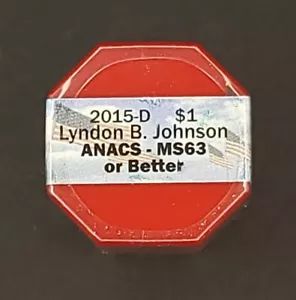 2015-D $1
Lyndon B. Johnson
ANACS - MS63
or Better